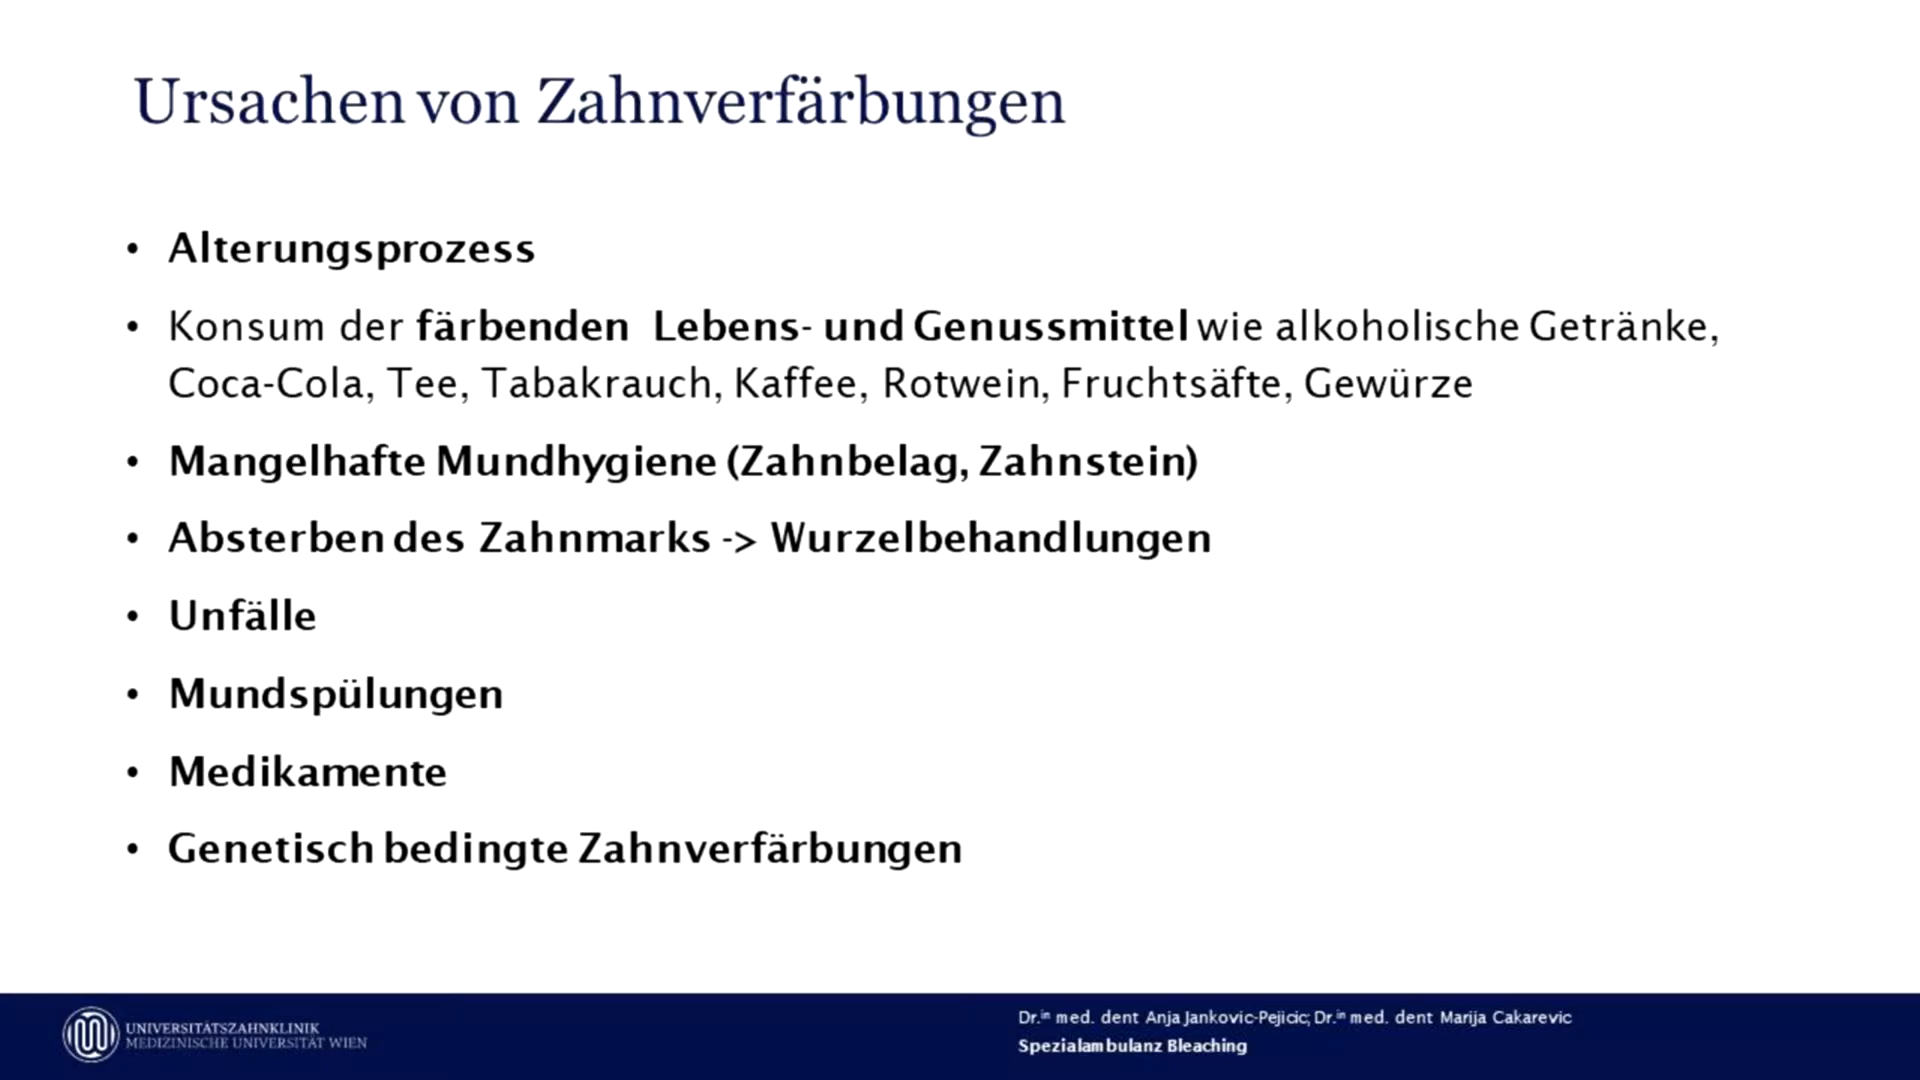 Ursachen von Zahnverfärbungen
• Alterungsprozess
• Konsum der färbenden Lebens- und Genussmittel wie alkoholische Getränke,
Coca-Cola, Tee, Tabakrauch, Kaffee, Rotwein, Fruchtsäfte, Gewürze
• Mangelhafte Mundhygiene (Zahnbelag, Zahnstein)
• Absterben des Zahnmarks -> Wurzelbehandlungen
• Unfälle
• Mundspülungen
• Medikamente
• Genetisch bedingte Zahnverfärbungen
UNIVERSITÄTSZAHNKLINIK
MEDIZINISCHE UNIVERSITÄT WIEN
Dr.in med. dent Anja Jankovic-Pejicic; Dr.in med. dent Marija Cakarevic
Spezialambulanz Bleaching